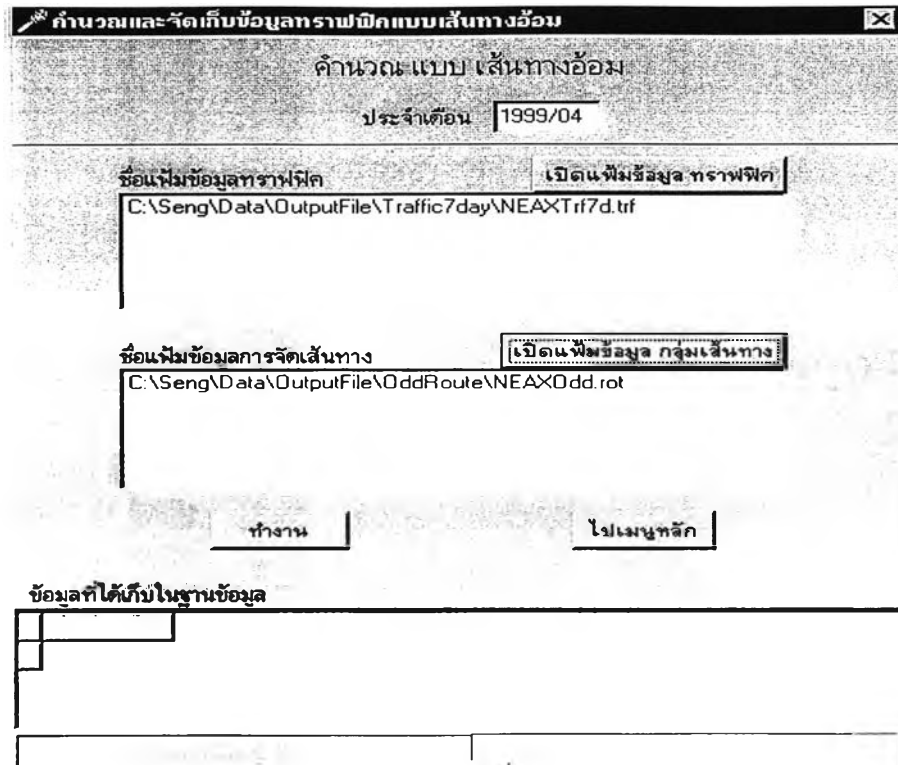 คำนวณและจัดเก็บข้อมูลทราฟฟิคแบบเส้นทางอ้อม
คำนวณ แบบ เส้นทางอ้อม
ประจำเดือน 1999/04
ชื่อแฟ้มข้อมูลทราฟฟิค เปิดแฟ้มข้อมูล ทราฟฟิค
C:\Seng\Data\OutputFile\Traffic7day\NEAXTrf7d.trf
ชื่อแฟ้มข้อมูลการจัดเส้นทาง เปิดแฟ้มข้อมูล กลุ่มเส้นทาง
C:\Seng\Data\OutputFile\OddRoute\NEAXOdd.rot
ทำงาน ไปเมนูหลัก
ข้อมูลที่ได้เก็บในฐานข้อมูล